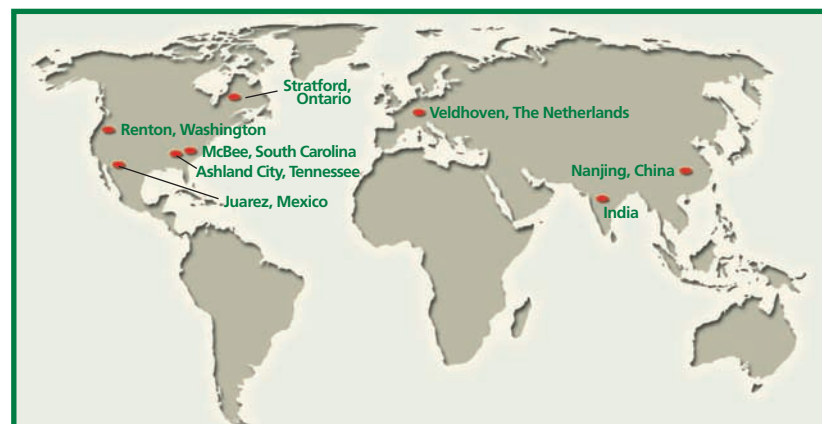 Stratford,
Ontario
Veldhoven, The Netherlands
Renton, Washington
McBee, South Carolina
Ashland City, Tennessee
Nanjing, China
Juarez, Mexico
India